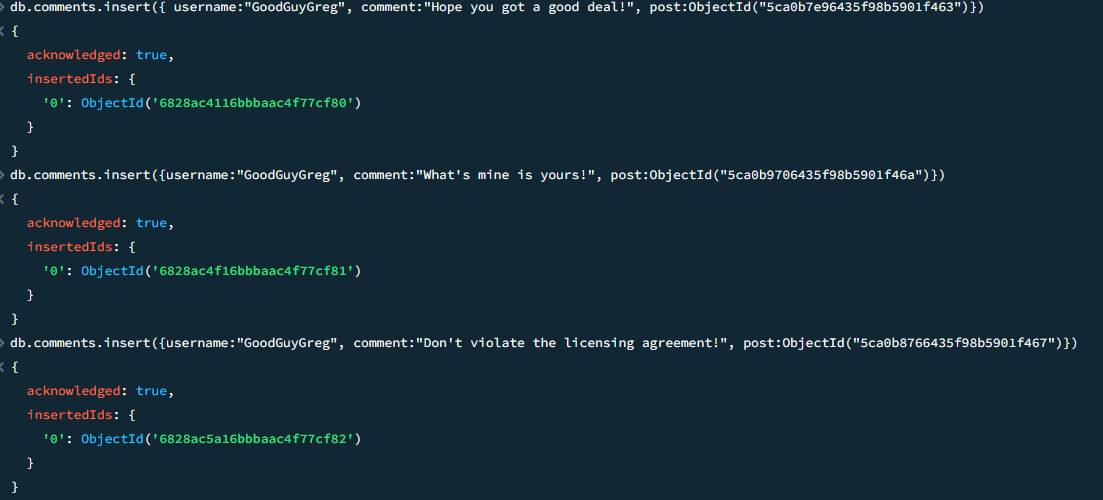 db.comments.insert({ username:"GoodGuyGreg", comment:"Hope you got a good deal!", post:ObjectId("5ca0b7e96435f98b5901f463")})
{
acknowledged: true,
insertedIds: {
'0': ObjectId('6828ac4116bbbaac4f77cf80')
}
}
db.comments.insert({username:"GoodGuyGreg", comment:"What's mine is yours!", post:ObjectId("5ca0b9706435f98b5901f46a")})
{
acknowledged: true,
insertedIds: {
'0': ObjectId('6828ac4f16bbbaac4f77cf81')
}
}
db.comments.insert({username:"GoodGuyGreg", comment:"Don't violate the licensing agreement!", post:ObjectId("5ca0b8766435f98b5901f467")})
{
acknowledged: true,
insertedIds: {
'0': ObjectId('6828ac5a16bbbaac4f77cf82')
}
}